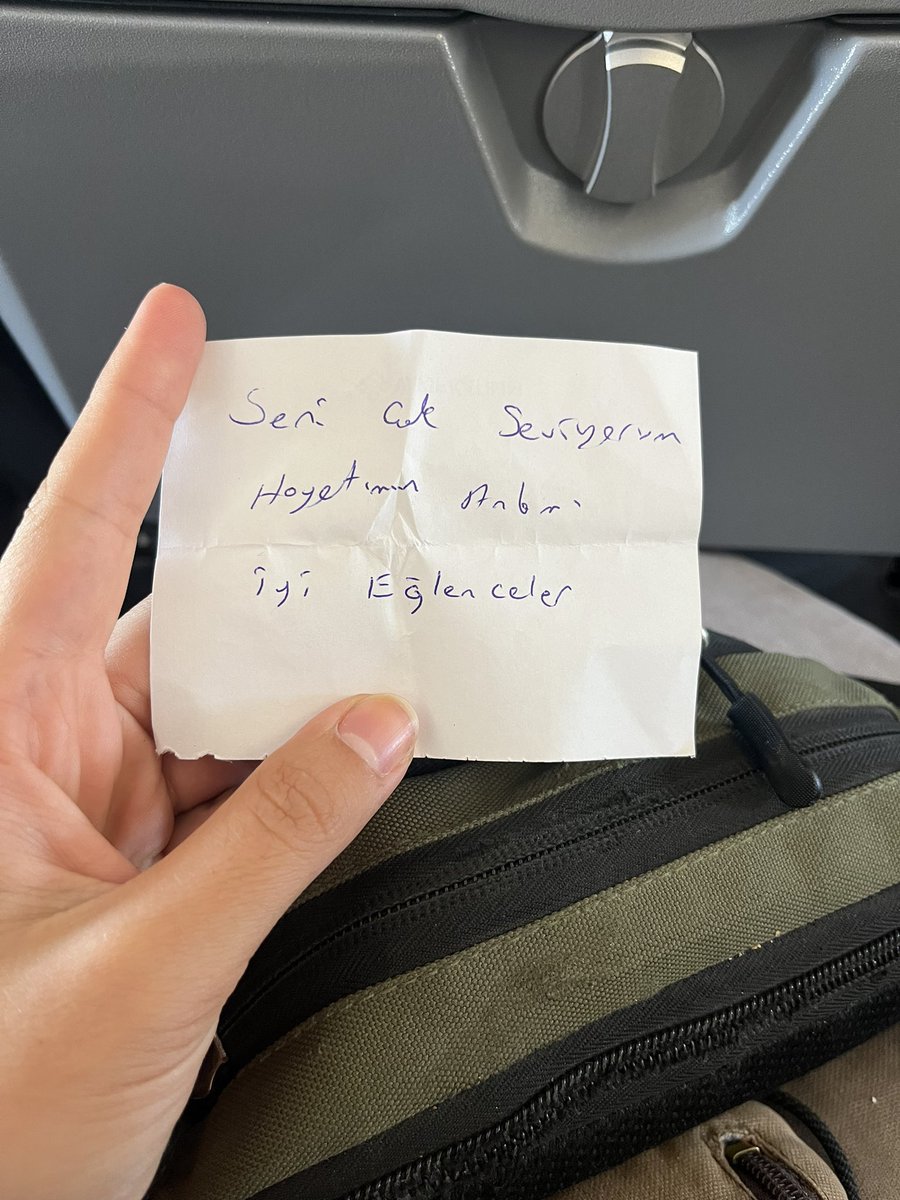 Seni Cok Seviyorum
Hayatımın Anlamı
İyi Eğlenceler